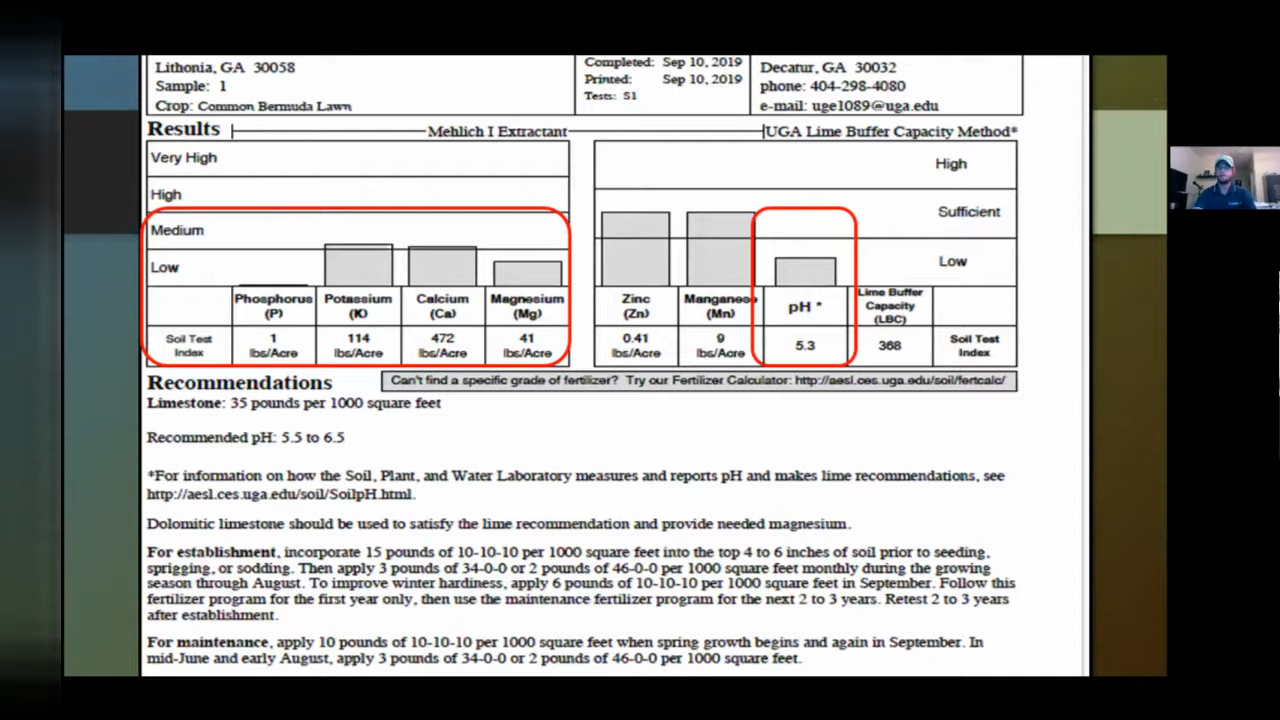 Lithonia, GA 30058
Sample: 1
Crop: Common Bermuda Lawn
Completed: Sep 10, 2019
Printed: Sep 10, 2019
Tests: S1
Decatur, GA 30032
phone: 404-298-4080
e-mail: uge1089@uga.edu
Results
Mehlich I Extractant
UGA Lime Buffer Capacity Method*
Very High
High
Medium
Low
High
Sufficient
Low
Phosphorus (P)
Potassium (K)
Calcium (Ca)
Magnesium (Mg)
Zinc (Zn)
Manganese (Mn)
pH *
Lime Buffer Capacity (LBC)
Soil Test Index
1 lbs/Acre
114 lbs/Acre
472 lbs/Acre
41 lbs/Acre
0.41 lbs/Acre
9 lbs/Acre
5.3
368
Soil Test Index
Recommendations
Can't find a specific grade of fertilizer? Try our Fertilizer Calculator: http://aesl.ces.uga.edu/soil/fertcalc/
Limestone: 35 pounds per 1000 square feet
Recommended pH: 5.5 to 6.5
*For information on how the Soil, Plant, and Water Laboratory measures and reports pH and makes lime recommendations, see
http://aesl.ces.uga.edu/soil/SoilpH.html.
Dolomitic limestone should be used to satisfy the lime recommendation and provide needed magnesium.
For establishment, incorporate 15 pounds of 10-10-10 per 1000 square feet into the top 4 to 6 inches of soil prior to seeding,
sprigging, or sodding. Then apply 3 pounds of 34-0-0 or 2 pounds of 46-0-0 per 1000 square feet monthly during the growing
season through August. To improve winter hardiness, apply 6 pounds of 10-10-10 per 1000 square feet in September. Follow this
fertilizer program for the first year only, then use the maintenance fertilizer program for the next 2 to 3 years. Retest 2 to 3 years
after establishment.
For maintenance, apply 10 pounds of 10-10-10 per 1000 square feet when spring growth begins and again in September. In
mid-June and early August, apply 3 pounds of 34-0-0 or 2 pounds of 46-0-0 per 1000 square feet.